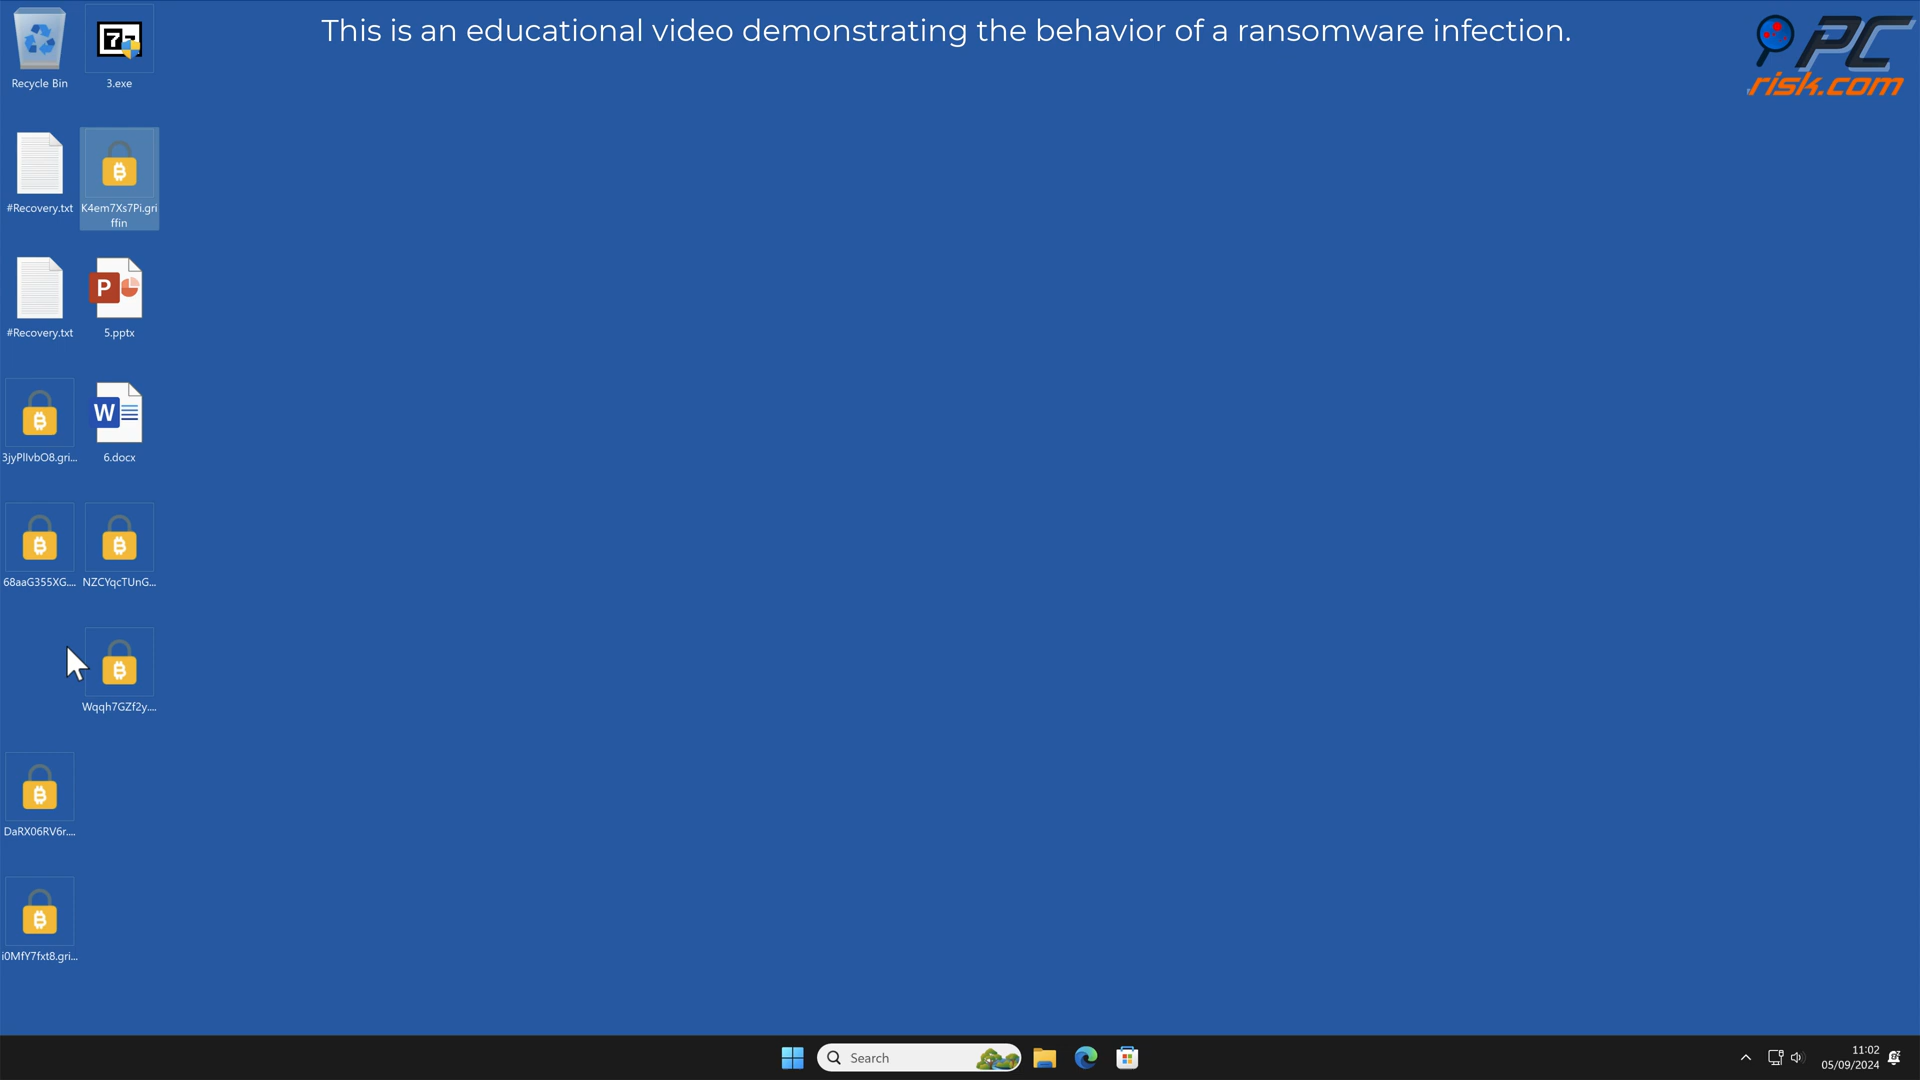 This is an educational video demonstrating the behavior of a ransomware infection.
PC
risk.com
Recycle Bin
3.exe
#Recovery.txt
K4em7Xs7Pi.gri
ffin
#Recovery.txt
5.pptx
3jyPlIvbO8.gri...
6.docx
68aaG355XG....
NZCYqcTUnG...
Wqqh7GZf2y....
DaRX06RV6r....
i0MfY7fxt8.gri...
Search
11:02
05/09/2024